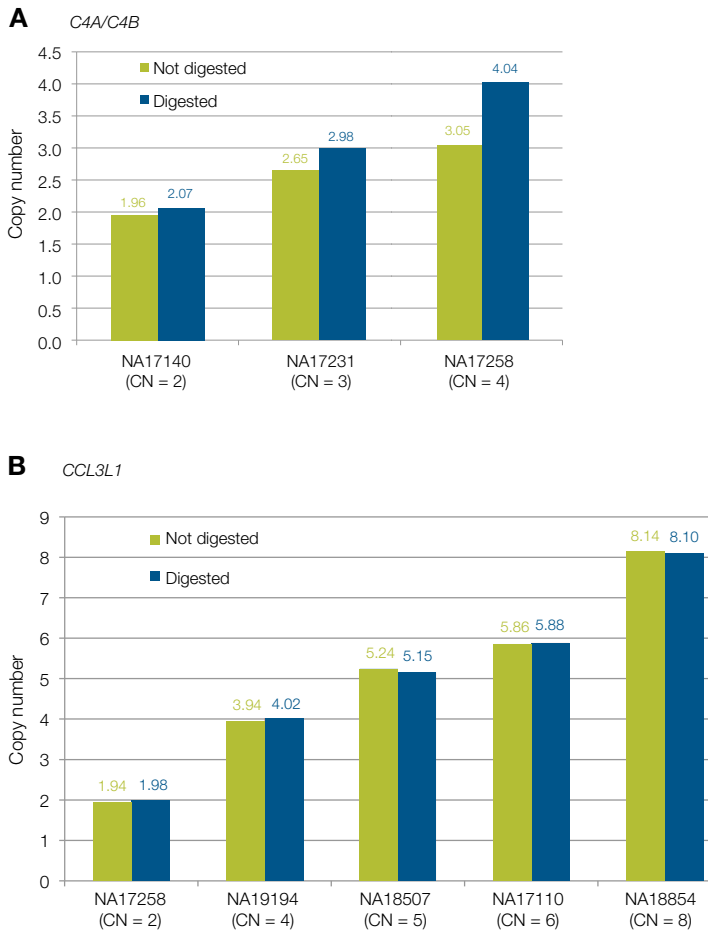 A
C4A/C4B
4.5
4.0
3.5
3.0
2.5
2.0
1.5
1.0
0.5
0.0
Copy number
Not digested
Digested
1.96
2.07
2.65
2.98
3.05
4.04
NA17140
(CN = 2)
NA17231
(CN = 3)
NA17258
(CN = 4)
B
CCL3L1
9
8
7
6
5
4
3
2
1
0
Copy number
Not digested
Digested
1.94
1.98
3.94
4.02
5.24
5.15
5.86
5.88
8.14
8.10
NA17258
(CN = 2)
NA19194
(CN = 4)
NA18507
(CN = 5)
NA17110
(CN = 6)
NA18854
(CN = 8)